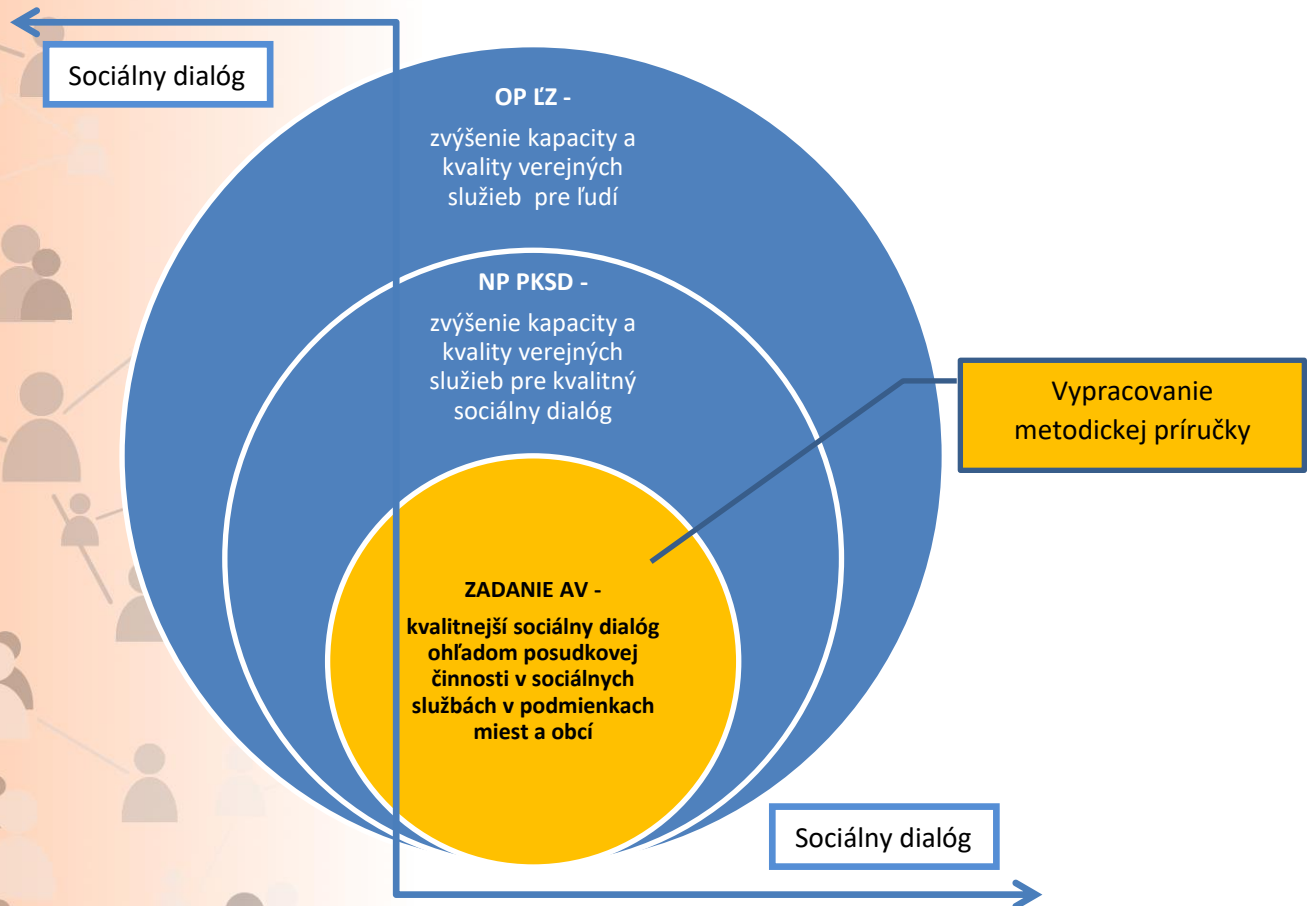 Sociálny dialóg
OP ĽZ -
zvýšenie kapacity a
kvality verejných
služieb pre ľudí
NP PKSD -
zvýšenie kapacity a
kvality verejných
služieb pre kvalitný
sociálny dialóg
Vypracovanie
metodickej príručky
ZADANIE AV -
kvalitnejší sociálny dialóg
ohľadom posudkovej
činnosti v sociálnych
službách v podmienkach
miest a obcí
Sociálny dialóg